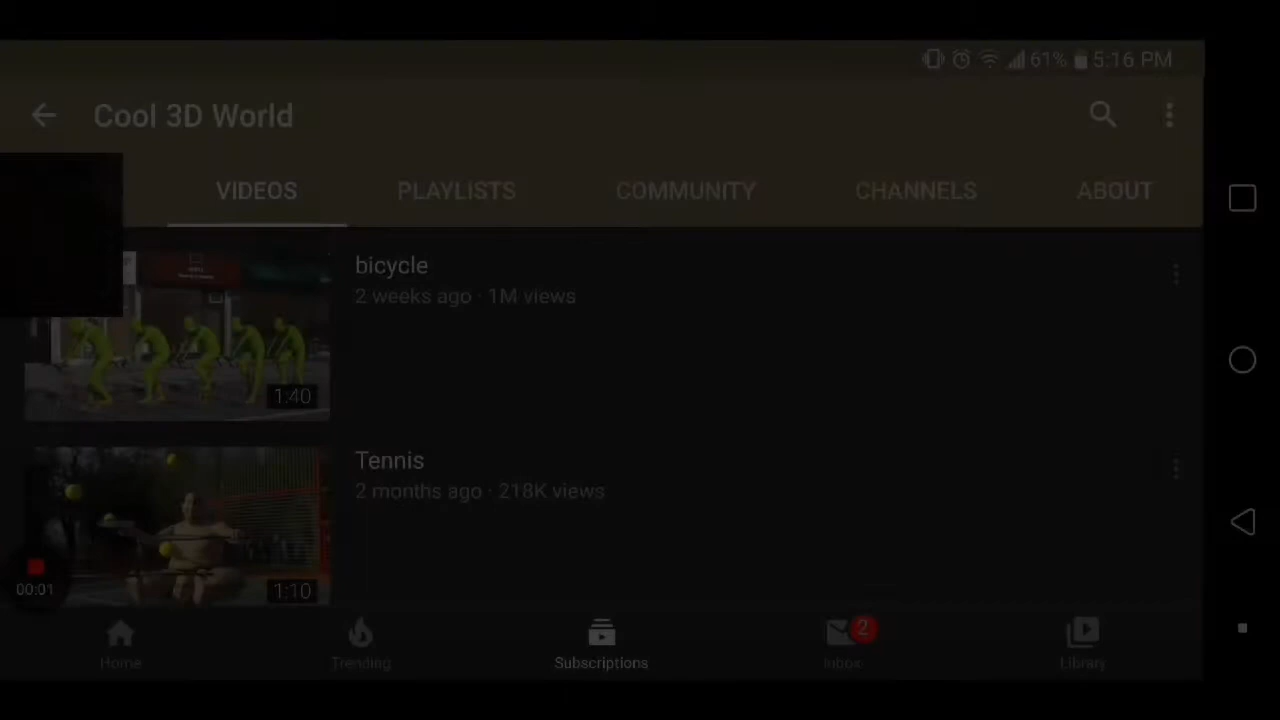 61% 5:16 PM
Cool 3D World
VIDEOS PLAYLISTS COMMUNITY CHANNELS ABOUT
bicycle
2 weeks ago · 1M views
1:40
Tennis
2 months ago · 218K views
1:10
00:01
Home Trending Subscriptions Inbox 2 Library